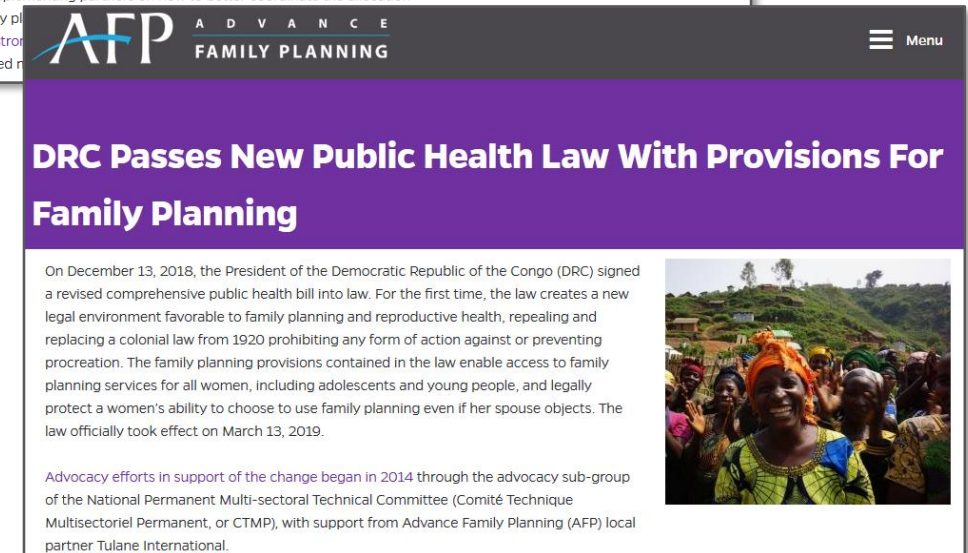 y pl
stron
ed n
AFP
ADVANCE
FAMILY PLANNING
Menu
DRC Passes New Public Health Law With Provisions For
Family Planning
On December 13, 2018, the President of the Democratic Republic of the Congo (DRC) signed
a revised comprehensive public health bill into law. For the first time, the law creates a new
legal environment favorable to family planning and reproductive health, repealing and
replacing a colonial law from 1920 prohibiting any form of action against or preventing
procreation. The family planning provisions contained in the law enable access to family
planning services for all women, including adolescents and young people, and legally
protect a women's ability to choose to use family planning even if her spouse objects. The
law officially took effect on March 13, 2019.
Advocacy efforts in support of the change began in 2014 through the advocacy sub-group
of the National Permanent Multi-sectoral Technical Committee (Comité Technique
Multisectoriel Permanent, or CTMP), with support from Advance Family Planning (AFP) local
partner Tulane International.